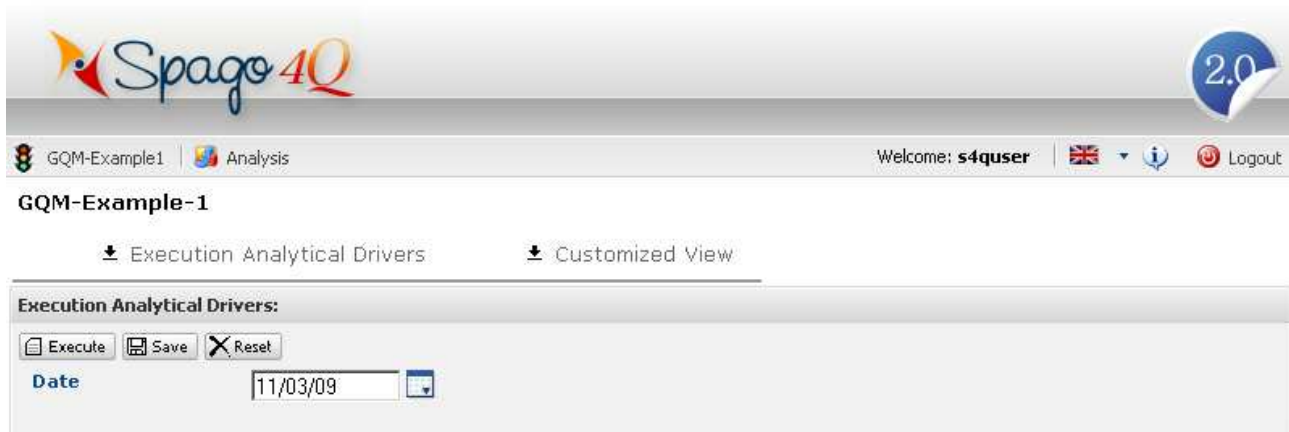 Spago 4Q
2.0
GQM-Example1 Analysis Welcome: s4quser Logout
GQM-Example-1
Execution Analytical Drivers Customized View
Execution Analytical Drivers:
Execute Save Reset
Date 11/03/09